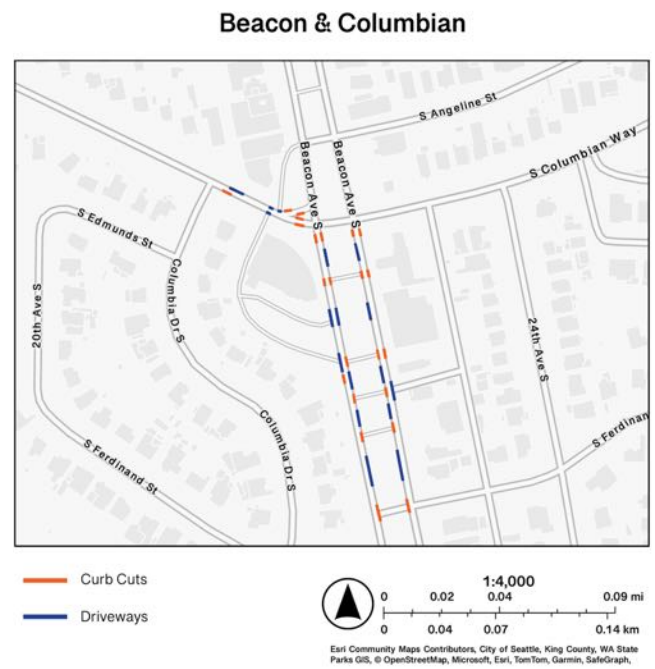 Beacon & Columbian
S Angeline St
Beacon Ave S
Beacon Ave S
S Columbian Way
S Edmunds St
Columbia Dr S
20th Ave S
24th Ave S
Columbia Dr S
S Ferdinan
S Ferdinand St
Curb Cuts
Driveways
1:4,000
0 0.02 0.04 0.09 mi
0 0.04 0.07 0.14 km
Esri Community Maps Contributors, City of Seattle, King County, WA State
Parks GIS, © OpenStreetMap, Microsoft, Esri, TomTom, Garmin, SafeGraph,